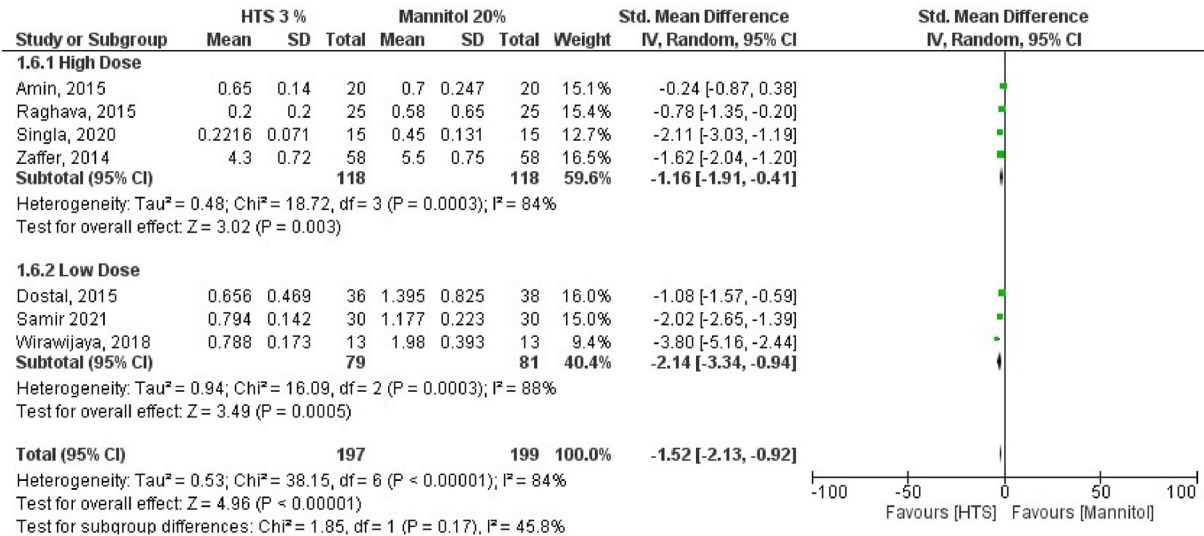 HTS 3 % Mannitol 20% Std. Mean Difference Std. Mean Difference
Study or Subgroup Mean SD Total Mean SD Total Weight IV, Random, 95% CI IV, Random, 95% CI
1.6.1 High Dose
Amin, 2015 0.65 0.14 20 0.7 0.247 20 15.1% -0.24 [-0.87, 0.38]
Raghava, 2015 0.2 0.2 25 0.58 0.65 25 15.4% -0.78 [-1.35, -0.20]
Singla, 2020 0.2216 0.071 15 0.45 0.131 15 12.7% -2.11 [-3.03, -1.19]
Zaffer, 2014 4.3 0.72 58 5.5 0.75 58 16.5% -1.62 [-2.04, -1.20]
Subtotal (95% CI) 118 118 59.6% -1.16 [-1.91, -0.41]
Heterogeneity: Tau² = 0.48; Chi² = 18.72, df = 3 (P = 0.0003); I² = 84%
Test for overall effect: Z = 3.02 (P = 0.003)
1.6.2 Low Dose
Dostal, 2015 0.656 0.469 36 1.395 0.825 38 16.0% -1.08 [-1.57, -0.59]
Samir 2021 0.794 0.142 30 1.177 0.223 30 15.0% -2.02 [-2.65, -1.39]
Wirawijaya, 2018 0.788 0.173 13 1.98 0.393 13 9.4% -3.80 [-5.16, -2.44]
Subtotal (95% CI) 79 81 40.4% -2.14 [-3.34, -0.94]
Heterogeneity: Tau² = 0.94; Chi² = 16.09, df = 2 (P = 0.0003); I² = 88%
Test for overall effect: Z = 3.49 (P = 0.0005)
Total (95% CI) 197 199 100.0% -1.52 [-2.13, -0.92]
Heterogeneity: Tau² = 0.53; Chi² = 38.15, df = 6 (P < 0.00001); I² = 84%
Test for overall effect: Z = 4.96 (P < 0.00001)
Test for subgroup differences: Chi² = 1.85, df = 1 (P = 0.17), I² = 45.8%
-100 -50 0 50 100
Favours [HTS] Favours [Mannitol]